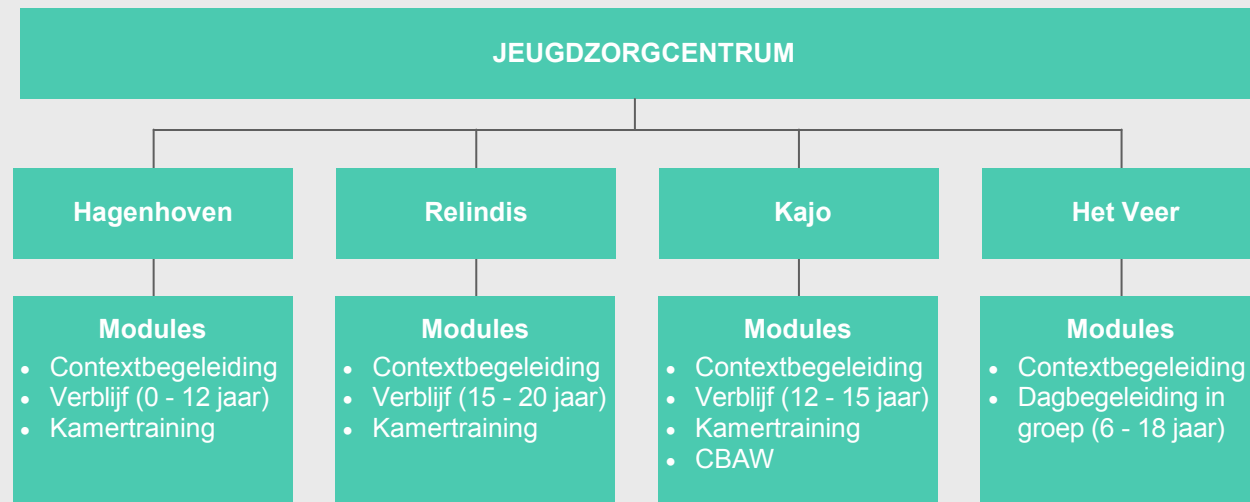 JEUGDZORGCENTRUM
Hagenhoven
Relindis
Kajo
Het Veer
Modules
• Contextbegeleiding
• Verblijf (0 - 12 jaar)
• Kamertraining
Modules
• Contextbegeleiding
• Verblijf (15 - 20 jaar)
• Kamertraining
Modules
• Contextbegeleiding
• Verblijf (12 - 15 jaar)
• Kamertraining
• CBAW
Modules
• Contextbegeleiding
• Dagbegeleiding in
groep (6 - 18 jaar)